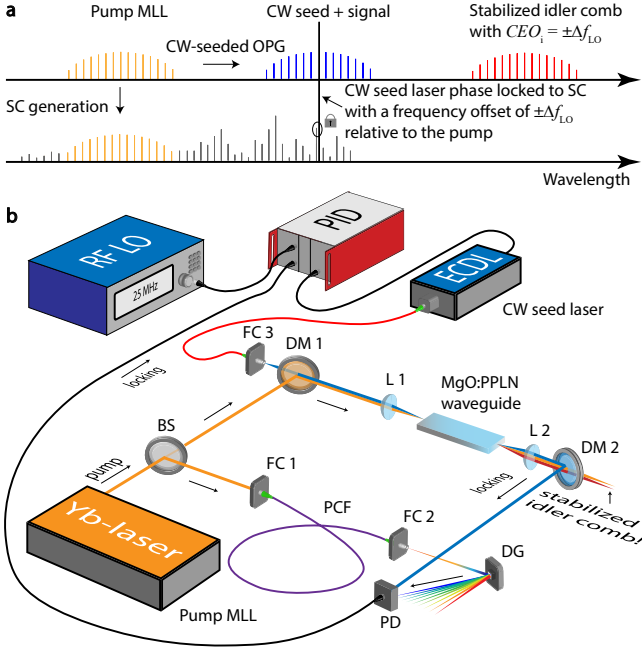 a
Pump MLL
CW seed + signal
Stabilized idler comb
with CEOi = ±ΔfLO
CW-seeded OPG
SC generation
CW seed laser phase locked to SC
with a frequency offset of ±ΔfLO
relative to the pump
Wavelength
b
RF LO
25 MHz
PID
ECDL
CW seed laser
FC 3
DM 1
locking
L 1
MgO:PPLN
waveguide
L 2
DM 2
BS
pump
FC 1
locking
stabilized
idler comb!
PCF
FC 2
DG
Yb-laser
Pump MLL
PD